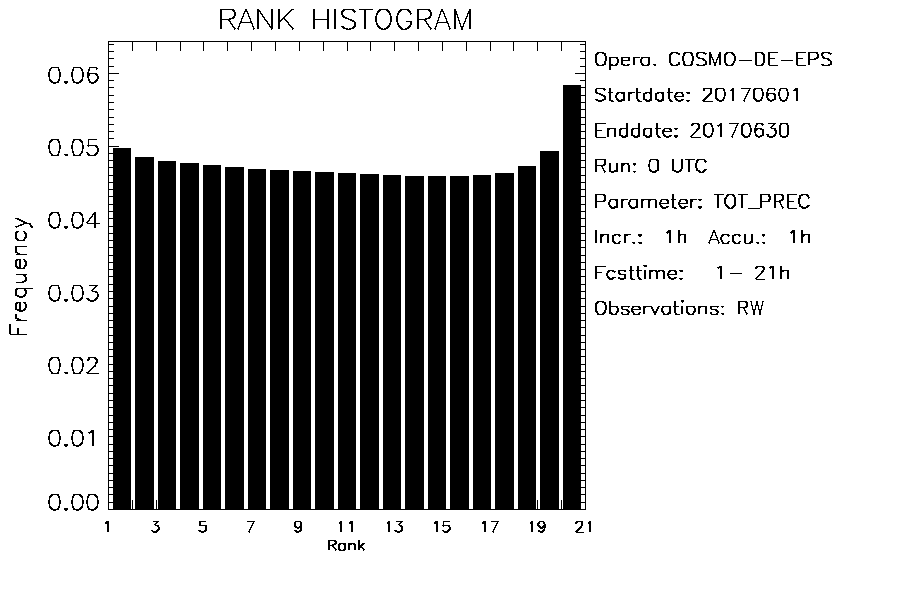 RANK HISTOGRAM
Opera. COSMO-DE-EPS
Startdate: 20170601
Enddate: 20170630
Run: 0 UTC
Parameter: TOT_PREC
Incr.: 1h Accu.: 1h
Fcsttime: 1- 21h
Observations: RW
Frequency
0.06
0.05
0.04
0.03
0.02
0.01
0.00
1 3 5 7 9 11 13 15 17 19 21
Rank